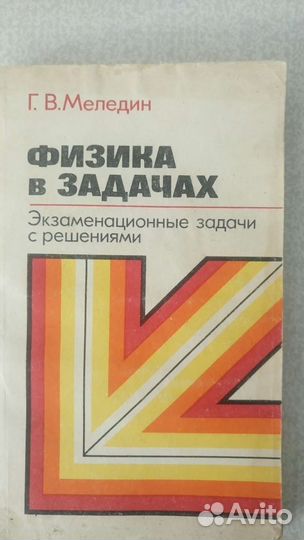 Г. В. Меледин
ФИЗИКА
В ЗАДАЧАХ
Экзаменационные задачи
с решениями
Avito